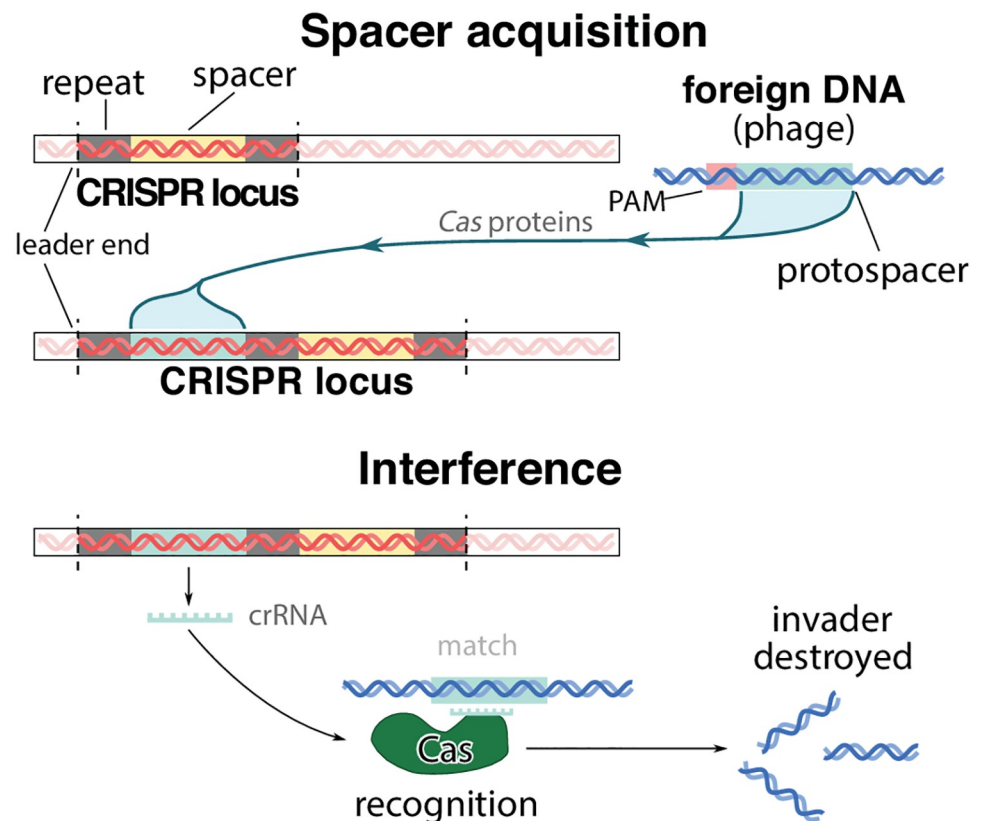 Spacer acquisition
repeat
spacer
foreign DNA
(phage)
CRISPR locus
PAM
leader end
Cas proteins
protospacer
CRISPR locus
Interference
crRNA
match
invader
destroyed
Cas
recognition